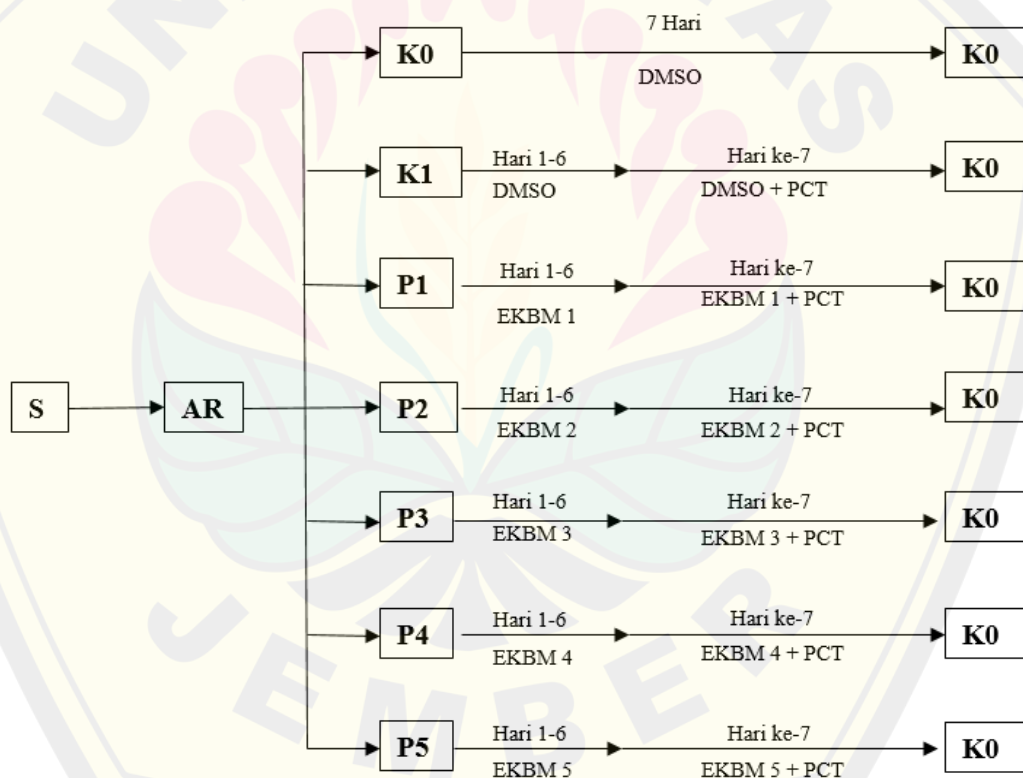 7 Hari
K0
K0
DMSO
Hari 1-6
Hari ke-7
K1
K0
DMSO
DMSO + PCT
Hari 1-6
Hari ke-7
P1
K0
EKBM 1
EKBM 1 + PCT
S
AR
Hari 1-6
Hari ke-7
P2
K0
EKBM 2
EKBM 2 + PCT
Hari 1-6
Hari ke-7
P3
K0
EKBM 3
EKBM 3 + PCT
Hari 1-6
Hari ke-7
P4
K0
EKBM 4
EKBM 4 + PCT
Hari 1-6
Hari ke-7
P5
K0
EKBM 5
EKBM 5 + PCT
JEMBER